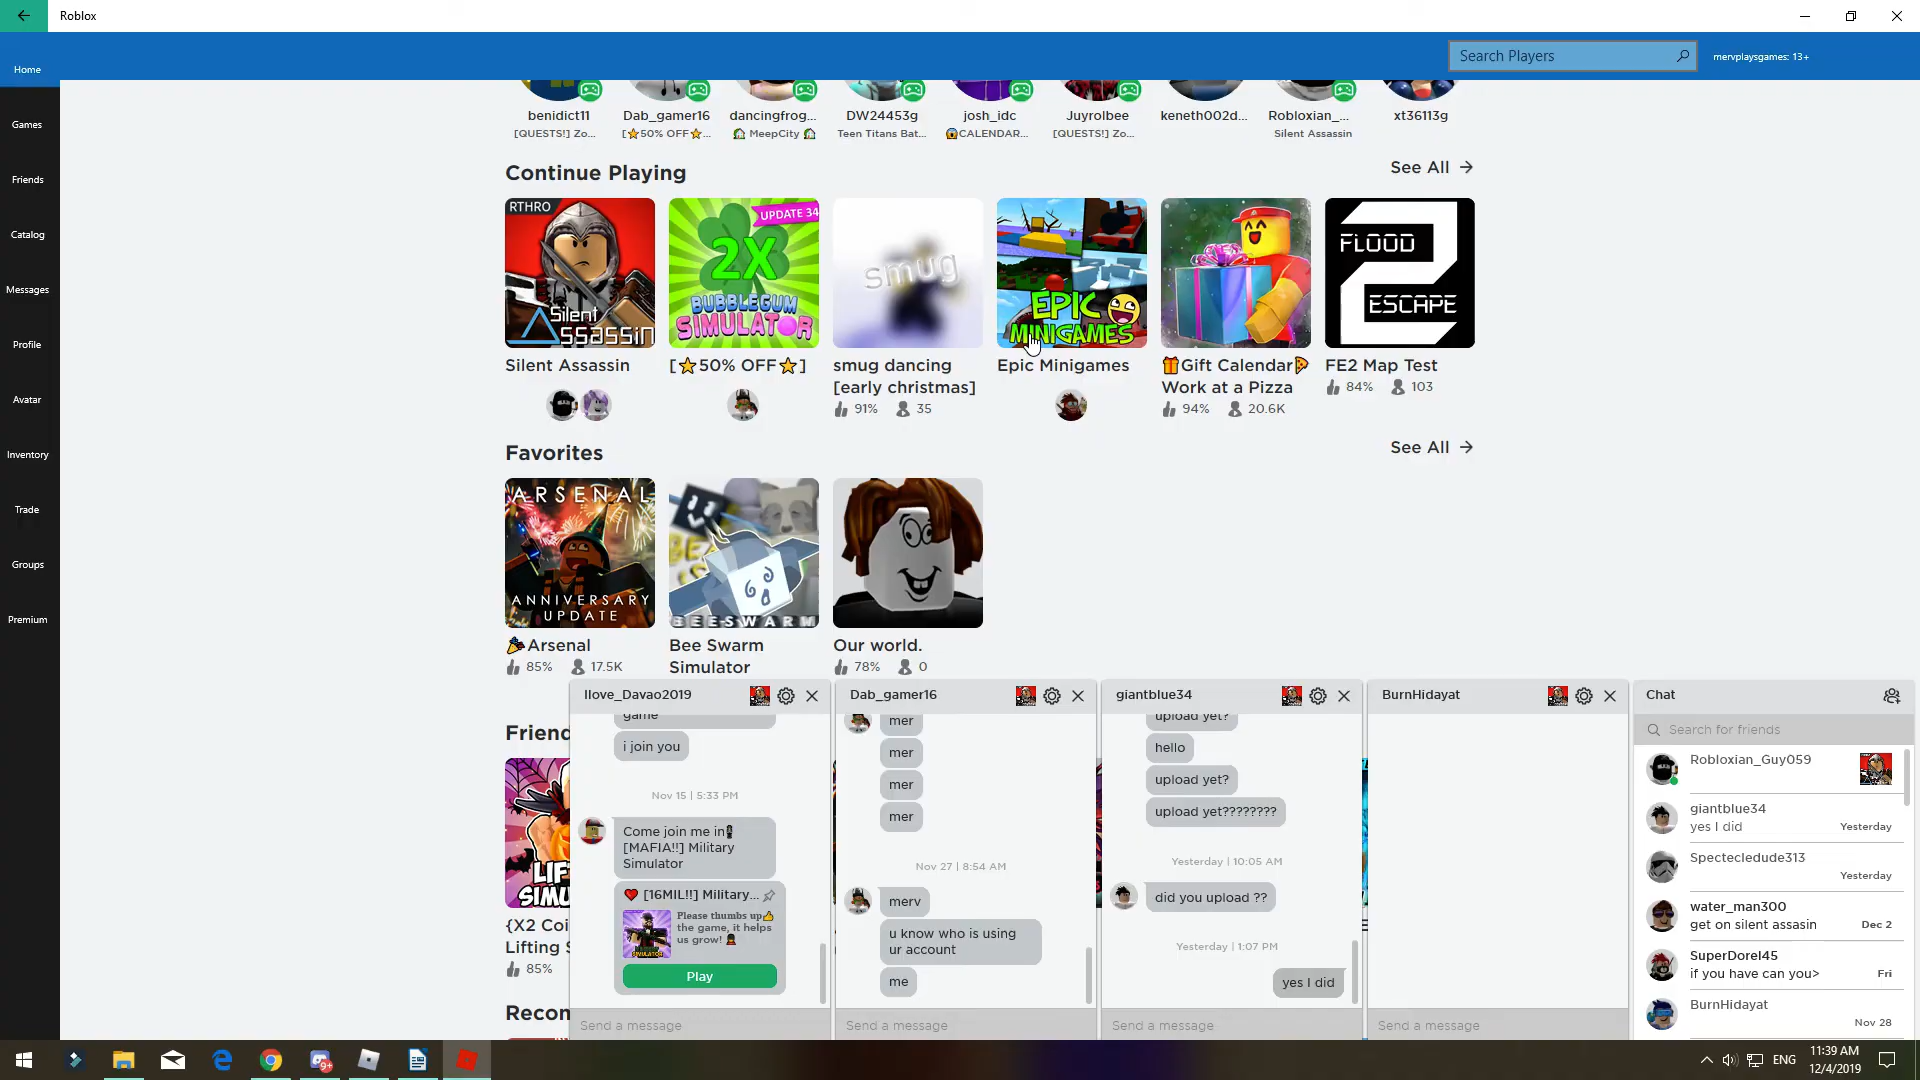 Roblox
Home
Search Players
mervplaysgames: 13+
Games
Friends
Catalog
Messages
Profile
Avatar
Inventory
Trade
Groups
Premium
benidict11
[QUESTS!] Zo...
Dab_gamer16
[⭐50% OFF⭐...
dancingfrog...
🏠 MeepCity 🏠
DW24453g
Teen Titans Bat...
josh_idc
😱CALENDAR...
Juyrolbee
[QUESTS!] Zo...
keneth002d...
Robloxian_...
Silent Assassin
xt36113g
Continue Playing
See All
RTHRO
Silent
Assassin
Silent Assassin
UPDATE 34
2X
BUBBLEGUM
SIMULATOR
[⭐50% OFF⭐]
smug
smug dancing
[early christmas]
91% 35
EPIC
MINIGAMES
Epic Minigames
🎁Gift Calendar🍕
Work at a Pizza
94% 20.6K
FLOOD
2
ESCAPE
FE2 Map Test
84% 103
Favorites
See All
ARSENAL
ANNIVERSARY
UPDATE
🎉Arsenal
85% 17.5K
BEE SWARM
Bee Swarm
Simulator
Our world.
78% 0
Friend
{X2 Coi
Lifting S
85%
Recon
Ilove_Davao2019
game
i join you
Nov 15 | 5:33 PM
Come join me in
[MAFIA!!] Military
Simulator
❤ [16MIL!!] Military...
Please thumbs up👍
the game, it helps
us grow!
Play
Send a message
Dab_gamer16
mer
mer
mer
mer
Nov 27 | 8:54 AM
merv
u know who is using
ur account
me
Send a message
giantblue34
upload yet?
hello
upload yet?
upload yet????????
Yesterday | 10:05 AM
did you upload ??
Yesterday | 1:07 PM
yes I did
Send a message
BurnHidayat
Send a message
Chat
Search for friends
Robloxian_Guy059
giantblue34
yes I did Yesterday
Spectecledude313
Yesterday
water_man300
get on silent assasin Dec 2
SuperDorel45
if you have can you> Fri
BurnHidayat
Nov 28
9+
ENG
11:39 AM
12/4/2019